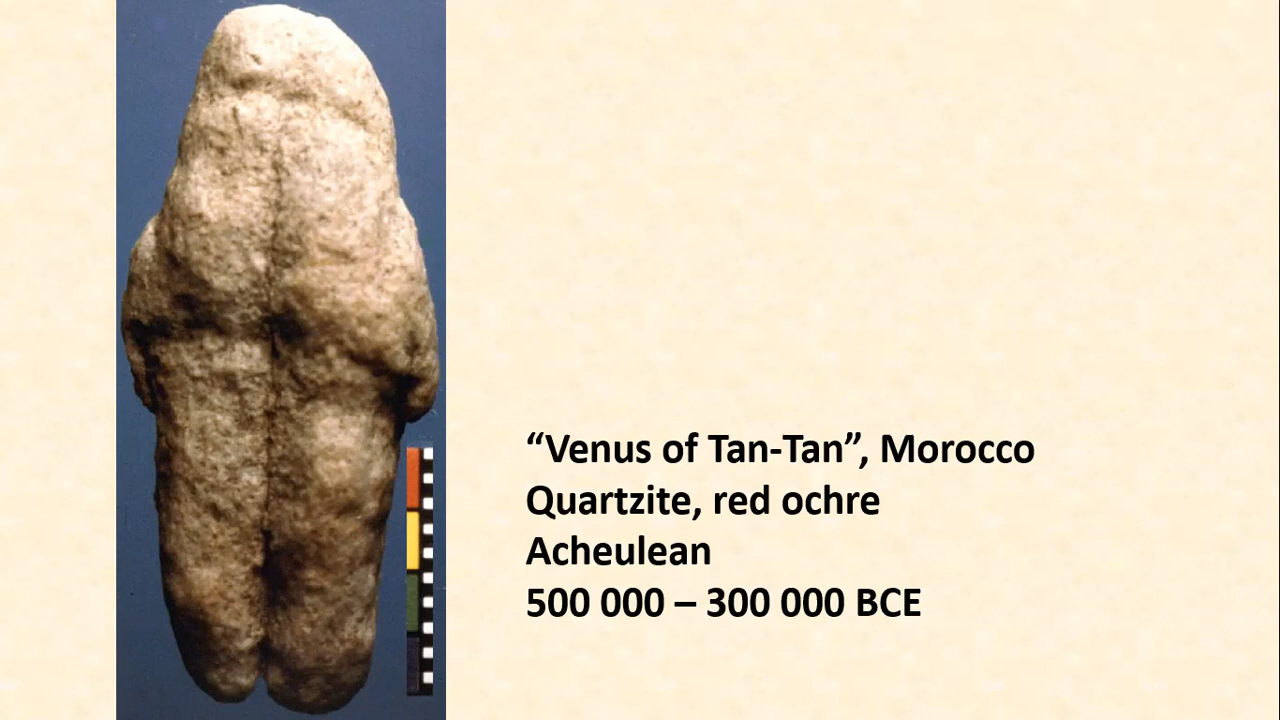 “Venus of Tan-Tan”, Morocco
Quartzite, red ochre
Acheulean
500 000 – 300 000 BCE